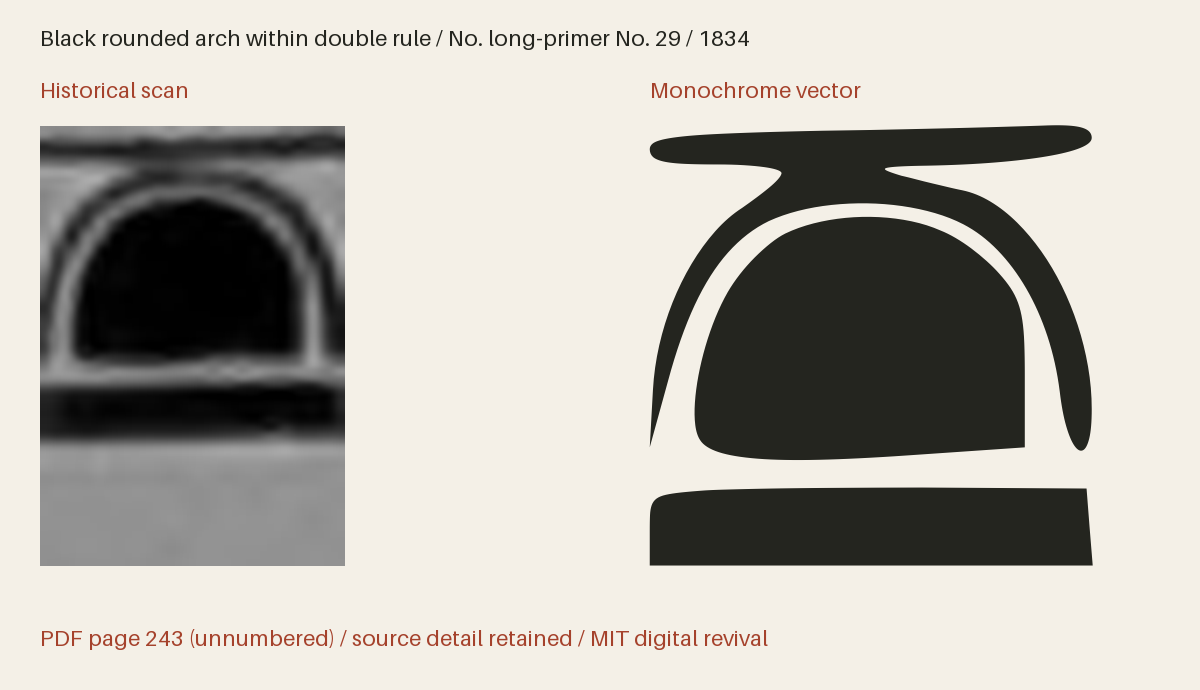 Black rounded arch within double rule / No. long-primer No. 29 / 1834
Historical scan
Monochrome vector
PDF page 243 (unnumbered) / source detail retained / MIT digital revival